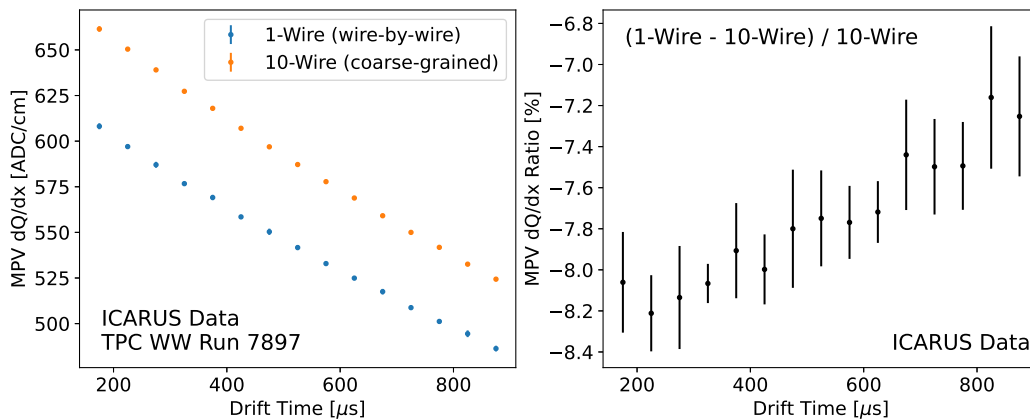 1-Wire (wire-by-wire)
10-Wire (coarse-grained)
MPV dQ/dx [ADC/cm]
650
625
600
575
550
525
500
ICARUS Data
TPC WW Run 7897
200
400
600
800
Drift Time [μs]
(1-Wire - 10-Wire) / 10-Wire
MPV dQ/dx Ratio [%]
−6.8
−7.0
−7.2
−7.4
−7.6
−7.8
−8.0
−8.2
−8.4
ICARUS Data
200
400
600
800
Drift Time [μs]